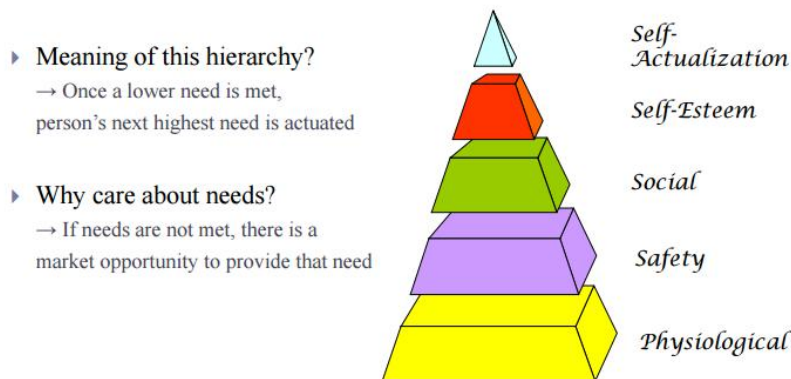 Meaning of this hierarchy?
→ Once a lower need is met,
person's next highest need is actuated
Why care about needs?
→ If needs are not met, there is a
market opportunity to provide that need
Self-
Actualization
Self-Esteem
Social
Safety
Physiological